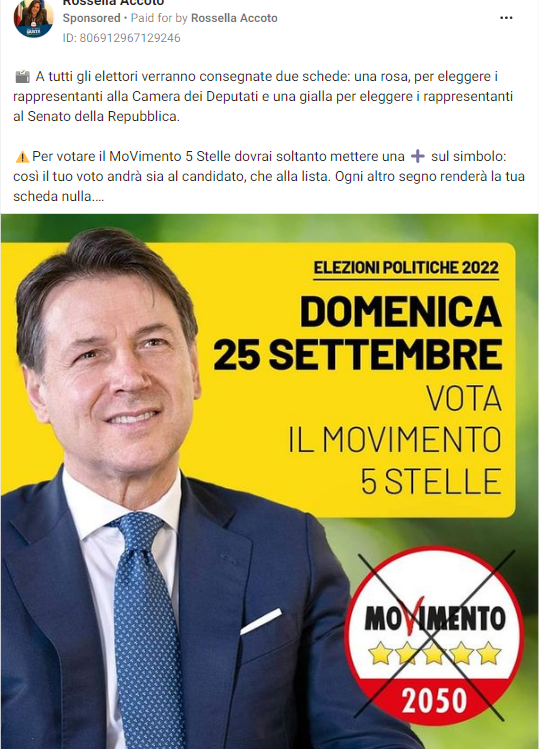 Rossella Accoto
Sponsored • Paid for by Rossella Accoto
ID: 806912967129246
🗳 A tutti gli elettori verranno consegnate due schede: una rosa, per eleggere i
rappresentanti alla Camera dei Deputati e una gialla per eleggere i rappresentanti
al Senato della Repubblica.
⚠️Per votare il MoVimento 5 Stelle dovrai soltanto mettere una ➕ sul simbolo:
così il tuo voto andrà sia al candidato, che alla lista. Ogni altro segno renderà la tua
scheda nulla....
ELEZIONI POLITICHE 2022
DOMENICA
25 SETTEMBRE
VOTA
IL MOVIMENTO
5 STELLE
MOVIMENTO
2050